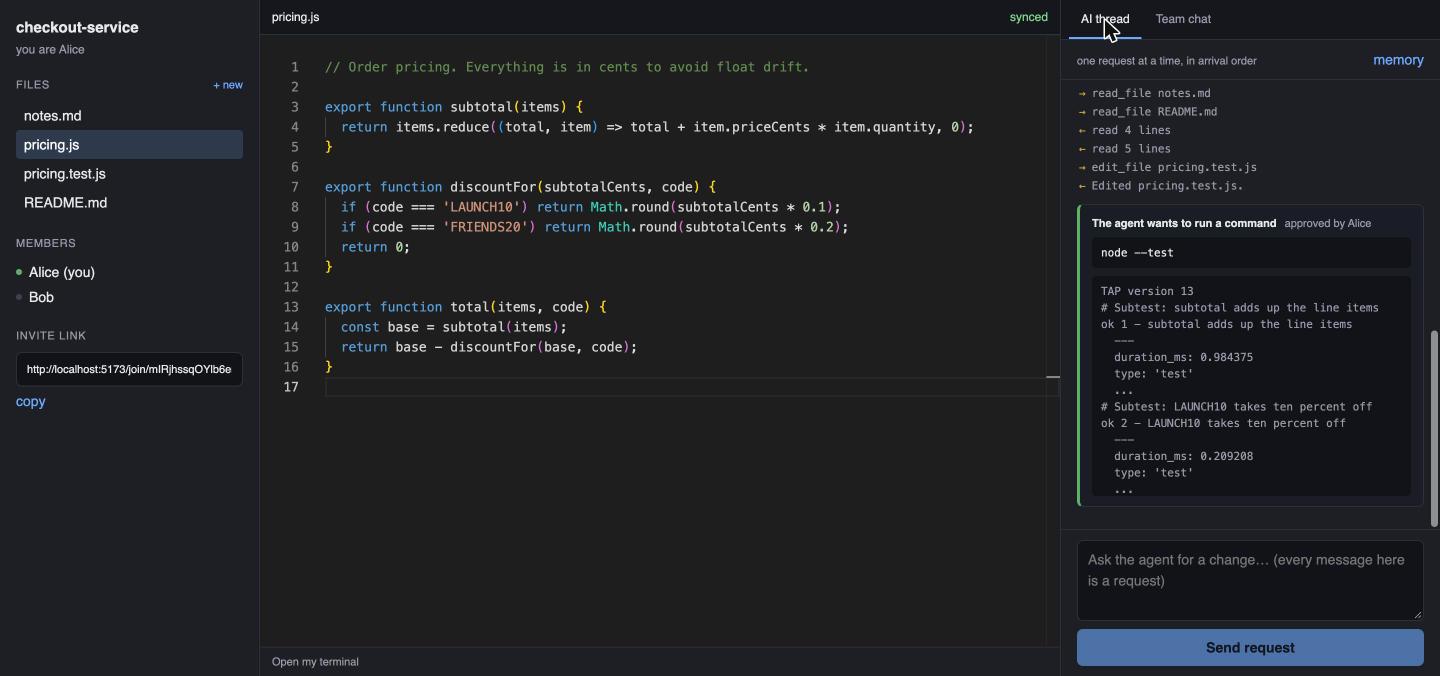 checkout-service
you are Alice
FILES
+ new
notes.md
pricing.js
pricing.test.js
README.md
MEMBERS
Alice (you)
Bob
INVITE LINK
http://localhost:5173/join/mIRjhssqOYlb6e
copy
pricing.js
synced
1 // Order pricing. Everything is in cents to avoid float drift.
2
3 export function subtotal(items) {
4 return items.reduce((total, item) => total + item.priceCents * item.quantity, 0);
5 }
6
7 export function discountFor(subtotalCents, code) {
8 if (code === 'LAUNCH10') return Math.round(subtotalCents * 0.1);
9 if (code === 'FRIENDS20') return Math.round(subtotalCents * 0.2);
10 return 0;
11 }
12
13 export function total(items, code) {
14 const base = subtotal(items);
15 return base - discountFor(base, code);
16 }
17
Open my terminal
AI thread
Team chat
one request at a time, in arrival order
memory
→ read_file notes.md
→ read_file README.md
← read 4 lines
← read 5 lines
→ edit_file pricing.test.js
← Edited pricing.test.js.
The agent wants to run a command approved by Alice
node --test
TAP version 13
# Subtest: subtotal adds up the line items
ok 1 - subtotal adds up the line items
---
duration_ms: 0.984375
type: 'test'
...
# Subtest: LAUNCH10 takes ten percent off
ok 2 - LAUNCH10 takes ten percent off
---
duration_ms: 0.209208
type: 'test'
...
Ask the agent for a change… (every message here
is a request)
Send request